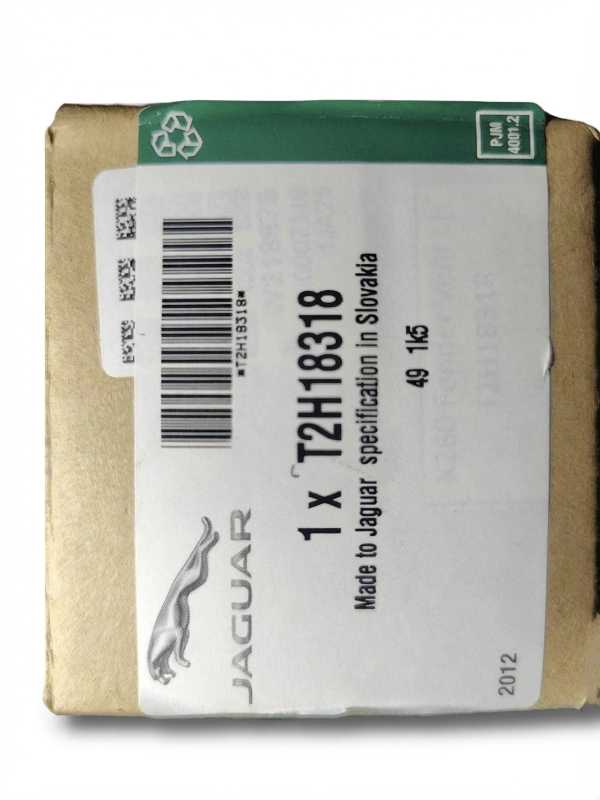 PJM
4001.2
*T2H18318*
JAGUAR
1 x T2H18318
Made to Jaguar specification in Slovakia
49 1k5
2012